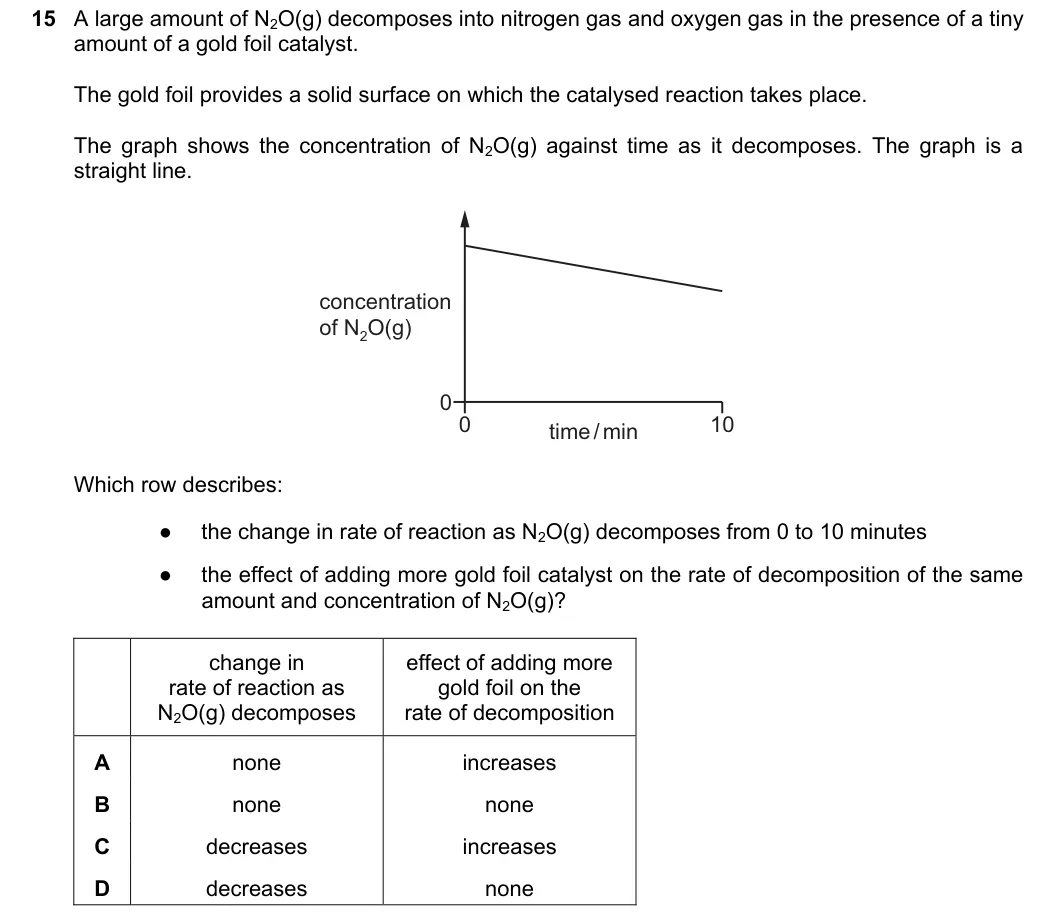 15 A large amount of N₂O(g) decomposes into nitrogen gas and oxygen gas in the presence of a tiny
amount of a gold foil catalyst.
The gold foil provides a solid surface on which the catalysed reaction takes place.
The graph shows the concentration of N₂O(g) against time as it decomposes. The graph is a
straight line.
concentration
of N₂O(g)
0
0
time / min
10
Which row describes:
● the change in rate of reaction as N₂O(g) decomposes from 0 to 10 minutes
● the effect of adding more gold foil catalyst on the rate of decomposition of the same
amount and concentration of N₂O(g)?
change in
rate of reaction as
N₂O(g) decomposes
effect of adding more
gold foil on the
rate of decomposition
A none increases
B none none
C decreases increases
D decreases none